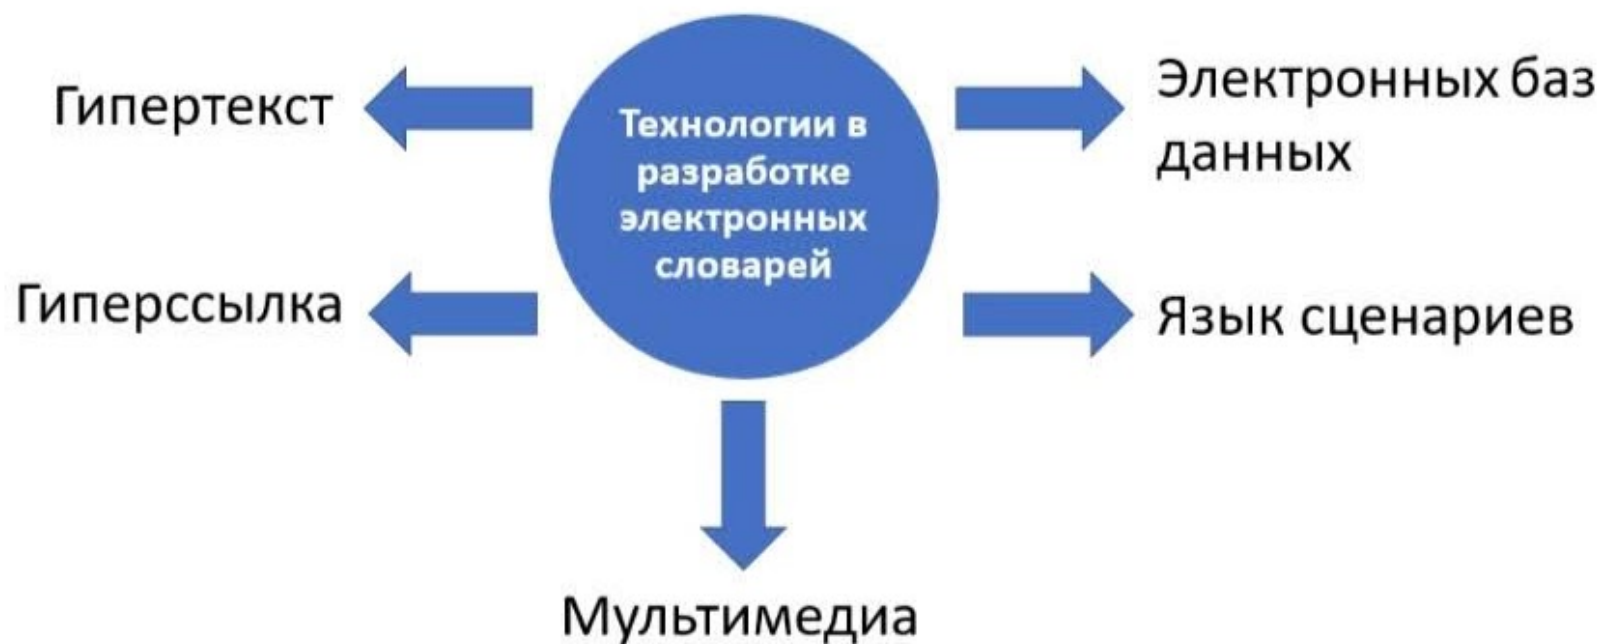 Гипертекст
Технологии в
разработке
электронных
словарей
Электронных баз
данных
Гиперссылка
Язык сценариев
Мультимедиа